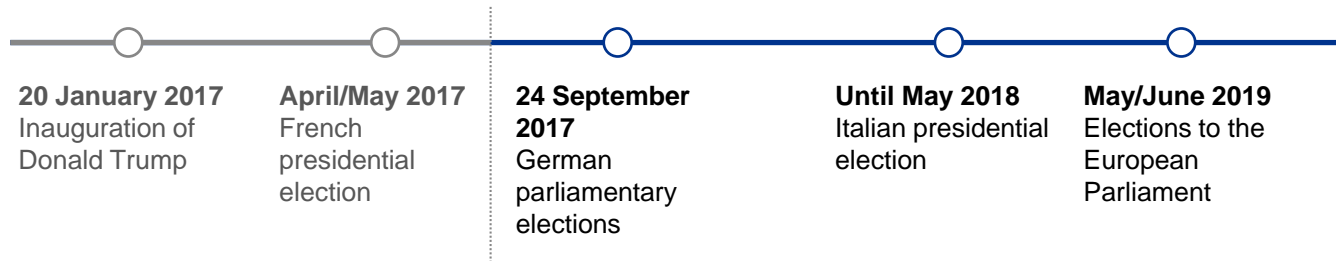 20 January 2017
Inauguration of
Donald Trump
April/May 2017
French
presidential
election
24 September
2017
German
parliamentary
elections
Until May 2018
Italian presidential
election
May/June 2019
Elections to the
European
Parliament